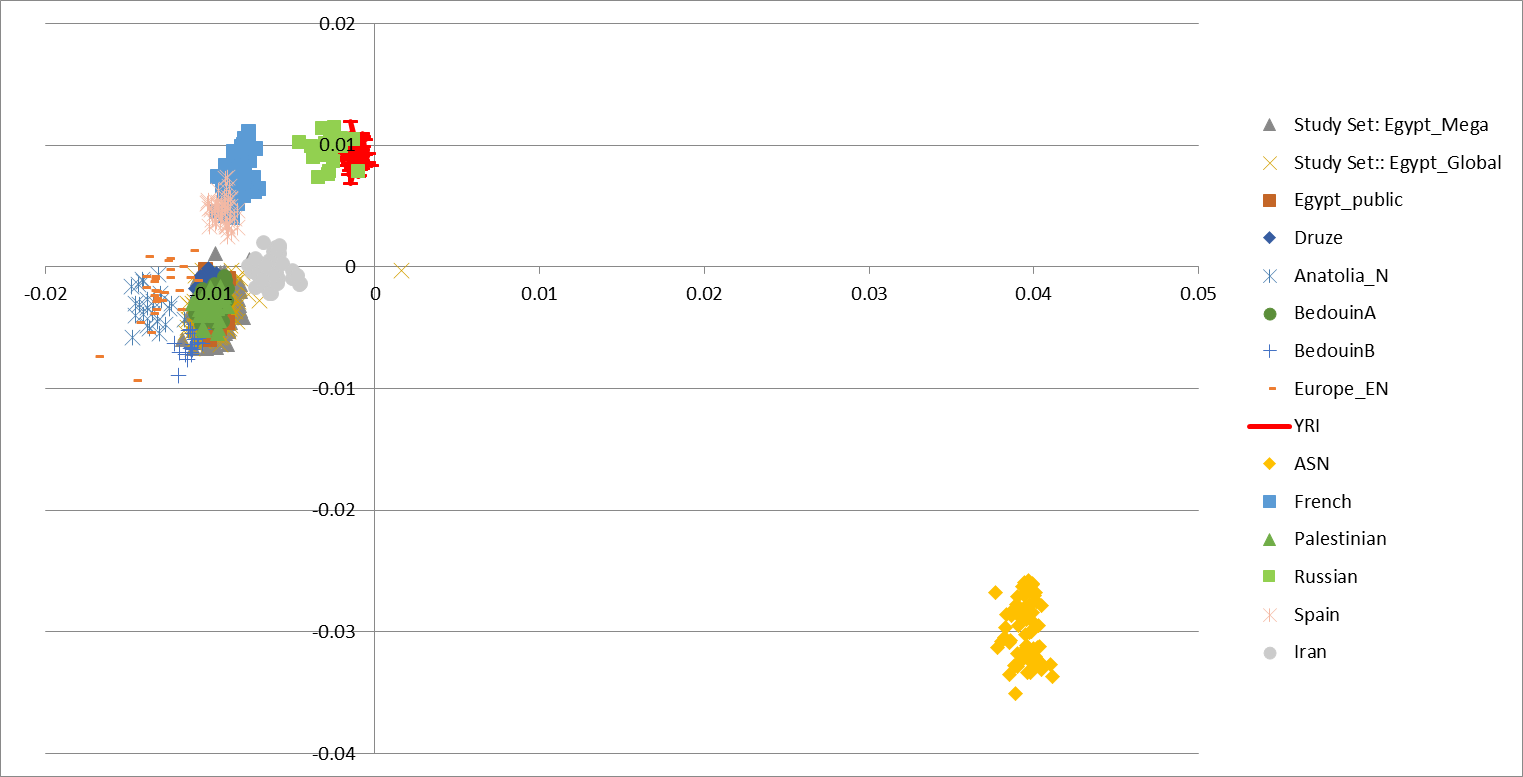 0.02
0.01
0
-0.02
-0.01
0
0.01
0.02
0.03
0.04
0.05
-0.01
-0.02
-0.03
-0.04
Study Set: Egypt_Mega
Study Set:: Egypt_Global
Egypt_public
Druze
Anatolia_N
BedouinA
BedouinB
Europe_EN
YRI
ASN
French
Palestinian
Russian
Spain
Iran